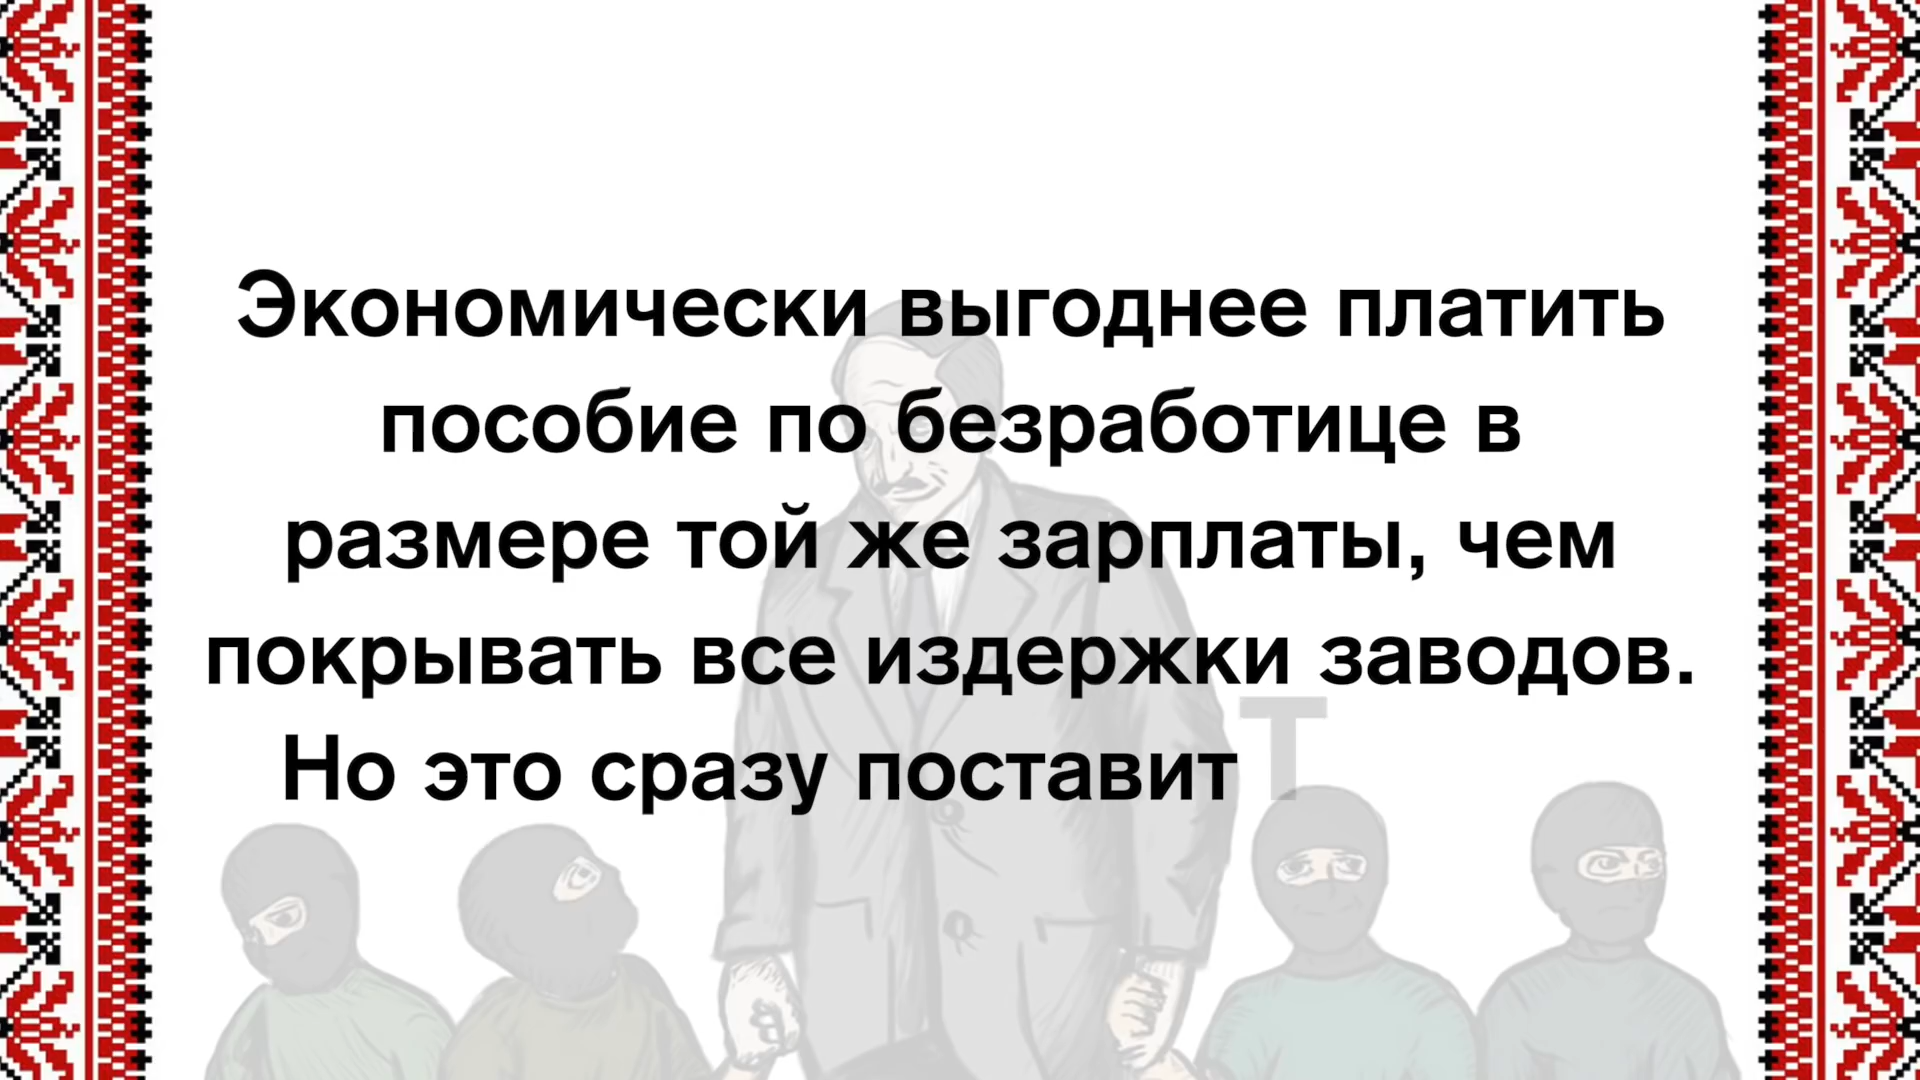 Экономически выгоднее платить
пособие по безработице в
размере той же зарплаты, чем
покрывать все издержки заводов.
Но это сразу поставит т